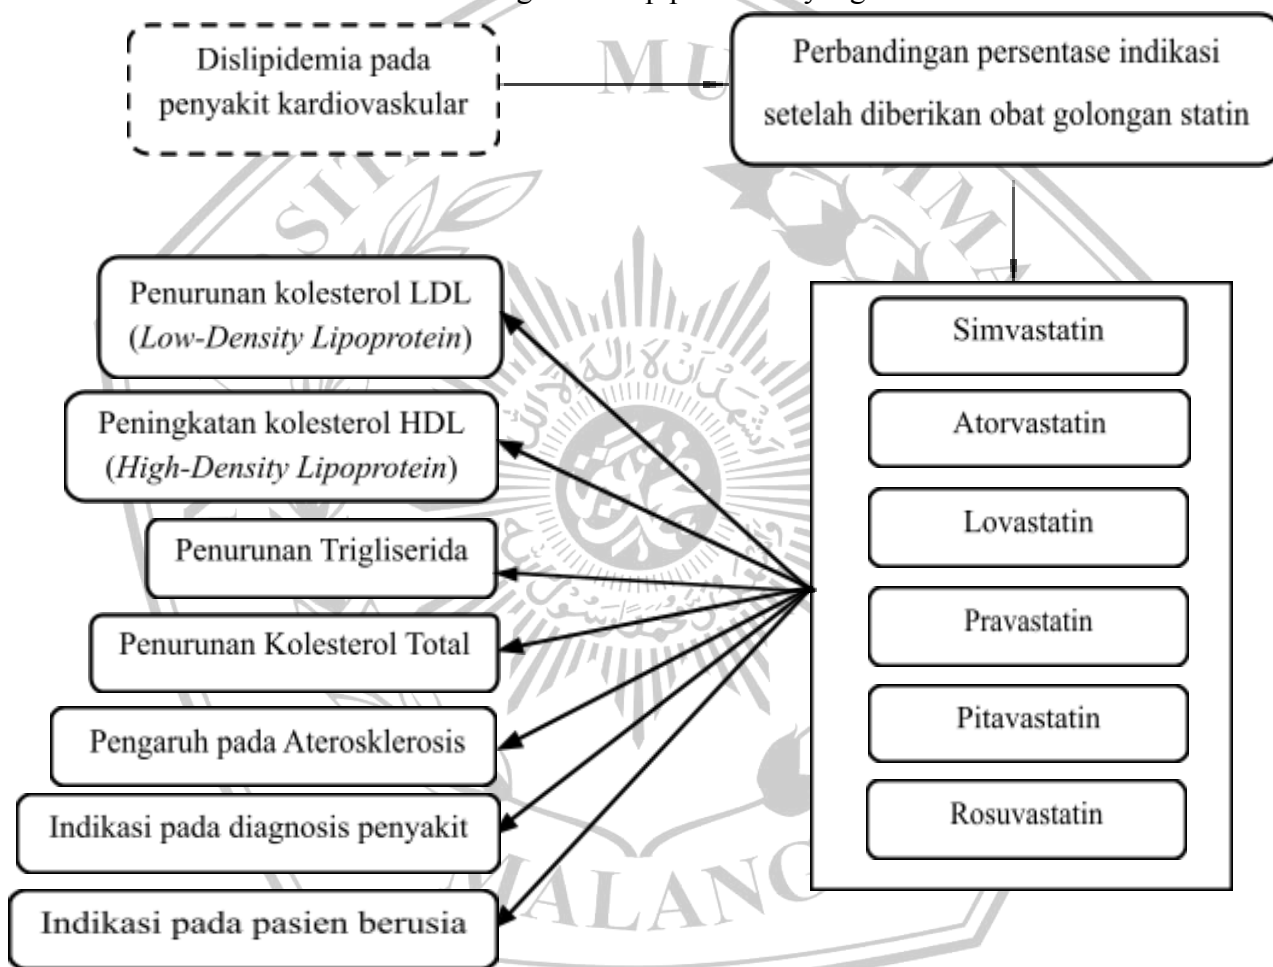 Dislipidemia pada
penyakit kardiovaskular
Perbandingan persentase indikasi
setelah diberikan obat golongan statin
Penurunan kolesterol LDL
(Low-Density Lipoprotein)
Peningkatan kolesterol HDL
(High-Density Lipoprotein)
Penurunan Trigliserida
Penurunan Kolesterol Total
Pengaruh pada Aterosklerosis
Indikasi pada diagnosis penyakit
Indikasi pada pasien berusia
Simvastatin
Atorvastatin
Lovastatin
Pravastatin
Pitavastatin
Rosuvastatin
MALANG